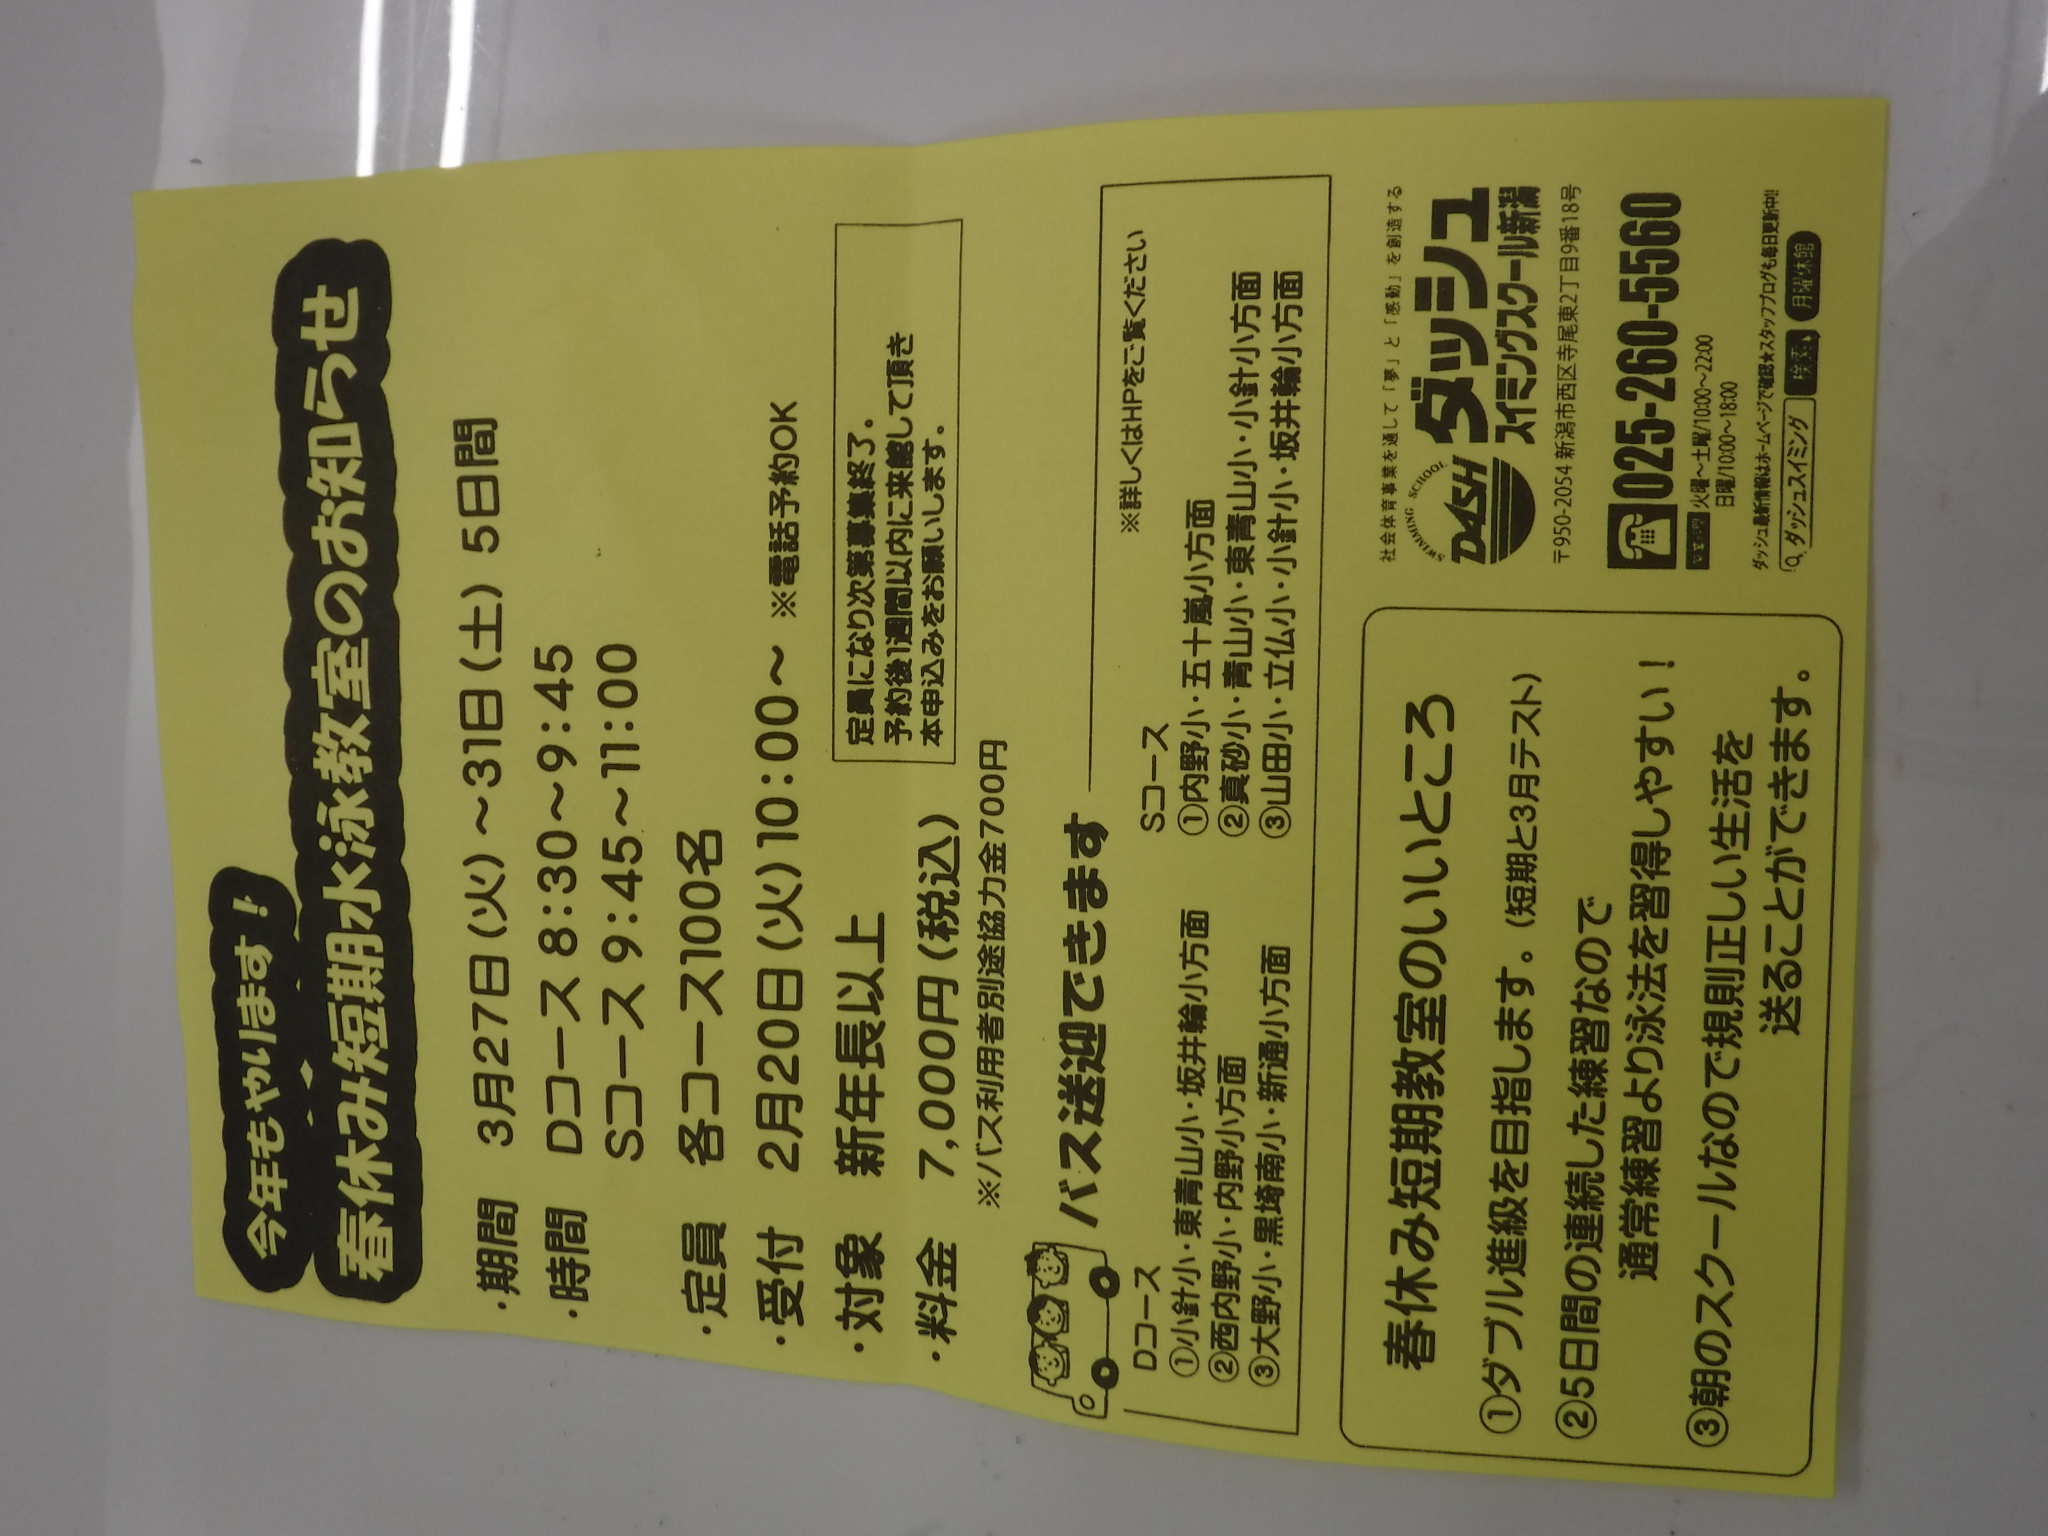 今年もやります！
春休み短期水泳教室のお知らせ
・期間 3月27日(火)～31日(土) 5日間
・時間 Dコース 8:30～9:45
Sコース 9:45～11:00
・定員 各コース100名
・受付 2月20日(火)10:00～ ※電話予約OK
・対象 新年長以上
・料金 7,000円(税込)
※バス利用者別途協力金700円
定員になり次第募集終了。
予約後1週間以内に来館して頂き
本申込みをお願いします。
バス送迎できます
※詳しくはHPをご覧ください
Dコース
①小針小・東青山小・坂井輪小方面
②西内野小・内野小方面
③大野小・黒埼南小・新通小方面
Sコース
①内野小・五十嵐小方面
②真砂小・青山小・東青山小・小針小方面
③山田小・立仏小・小針小・坂井輪小方面
春休み短期教室のいいところ
①ダブル進級を目指します。(短期と3月テスト)
②5日間の連続した練習なので
通常練習より泳法を習得しやすい！
③朝のスクールなので規則正しい生活を
送ることができます。
社会体育事業を通して「夢」と「感動」を創造する
SWIMMING SCHOOL
DASH
ダッシュ
スイミングスクール新潟
〒950-2054 新潟市西区寺尾東2丁目9番18号
025-260-5560
火曜～土曜/10:00～22:00
日曜/10:00～18:00
ダッシュ最新情報はホームページで確認★スタッフブログも毎日更新中!!
ダッシュスイミング 検索 月曜休館